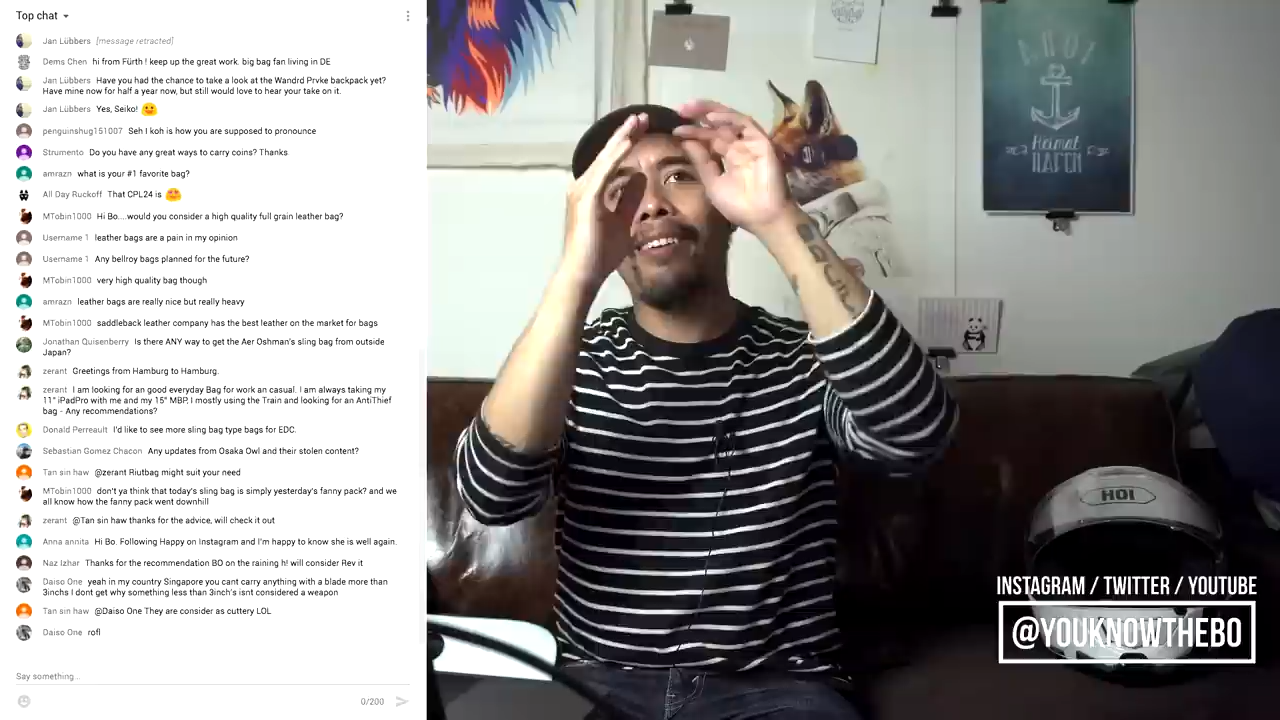 Top chat
Jan Lübbers [message retracted]
Dems Chen hi from Fürth ! keep up the great work. big bag fan living in DE
Jan Lübbers Have you had the chance to take a look at the Wandrd Prvke backpack yet?
Have mine now for half a year now, but still would love to hear your take on it.
Jan Lübbers Yes, Seiko!
penguinshug151007 Seh I koh is how you are supposed to pronounce
Strumento Do you have any great ways to carry coins? Thanks
amrazn what is your #1 favorite bag?
All Day Ruckoff That CPL24 is
MTobin1000 Hi Bo....would you consider a high quality full grain leather bag?
Username 1 leather bags are a pain in my opinion
Username 1 Any bellroy bags planned for the future?
MTobin1000 very high quality bag though
amrazn leather bags are really nice but really heavy
MTobin1000 saddleback leather company has the best leather on the market for bags
Jonathan Quisenberry Is there ANY way to get the Aer Oshman's sling bag from outside
Japan?
zerant Greetings from Hamburg to Hamburg.
zerant I am looking for an good everyday Bag for work an casual. I am always taking my
11" iPadPro with me and my 15" MBP. I mostly using the Train and looking for an AntiThief
bag - Any recommendations?
Donald Perreault I'd like to see more sling bag type bags for EDC.
Sebastian Gomez Chacon Any updates from Osaka Owl and their stolen content?
Tan sin haw @zerant Riutbag might suit your need
MTobin1000 don't ya think that today's sling bag is simply yesterday's fanny pack? and we
all know how the fanny pack went downhill
zerant @Tan sin haw thanks for the advice, will check it out
Anna annita Hi Bo. Following Happy on Instagram and I'm happy to know she is well again.
Naz Izhar Thanks for the recommendation BO on the raining h! will consider Rev it
Daiso One yeah in my country Singapore you cant carry anything with a blade more than
3inchs I dont get why something less than 3inch's isnt considered a weapon
Tan sin haw @Daiso One They are consider as cuttery LOL
Daiso One rofl
Say something...
0/200
AHOI
Heimat
HAFEN
HOI
INSTAGRAM / TWITTER / YOUTUBE
@YOUKNOWTHEBO